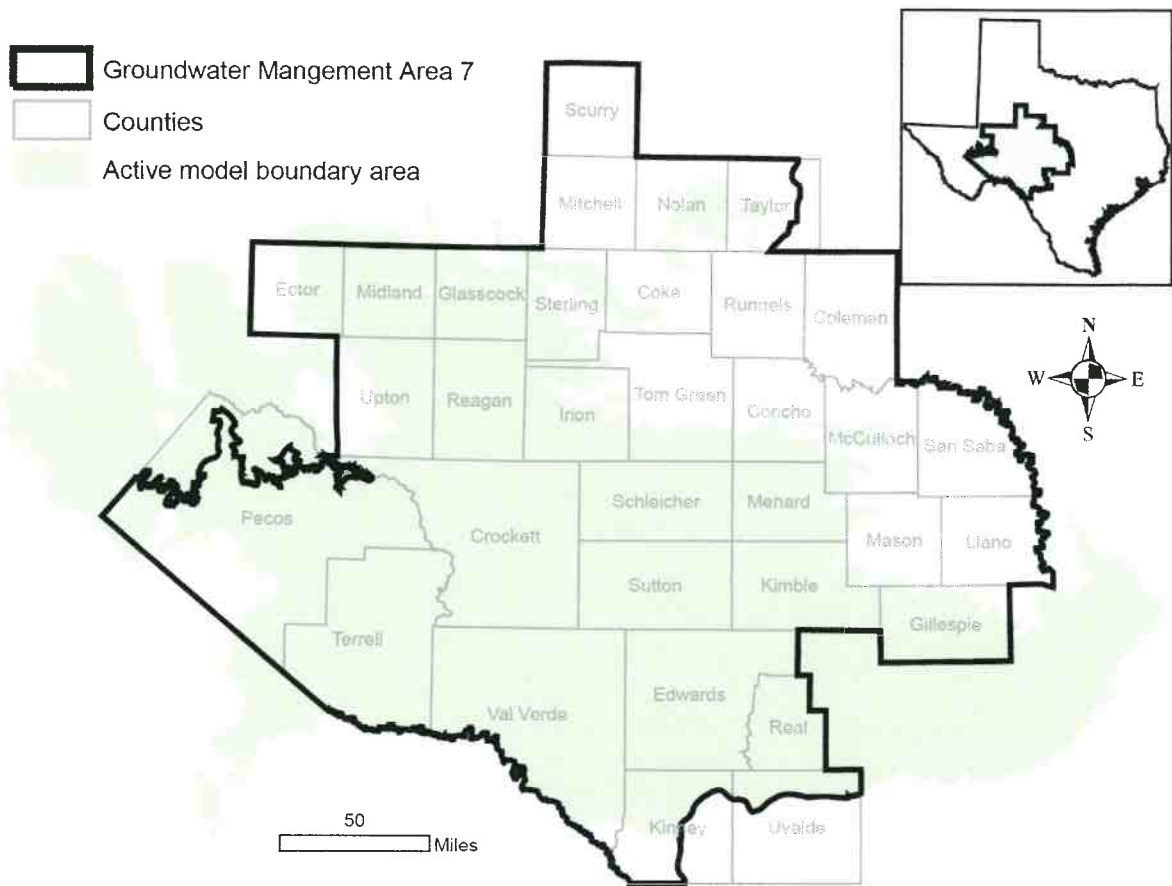 Groundwater Mangement Area 7
Counties
Active model boundary area
Scurry
Mitchell Nolan Taylor
Ector Midland Glasscock Sterling Coke Runnels Coleman
Upton Reagan Irion Tom Green Concho McCulloch San Saba
Pecos Crockett Schleicher Menard Mason Llano
Terrell Sutton Kimble Gillespie
Val Verde Edwards Real
Kinney Uvalde
N
W E
S
50
Miles